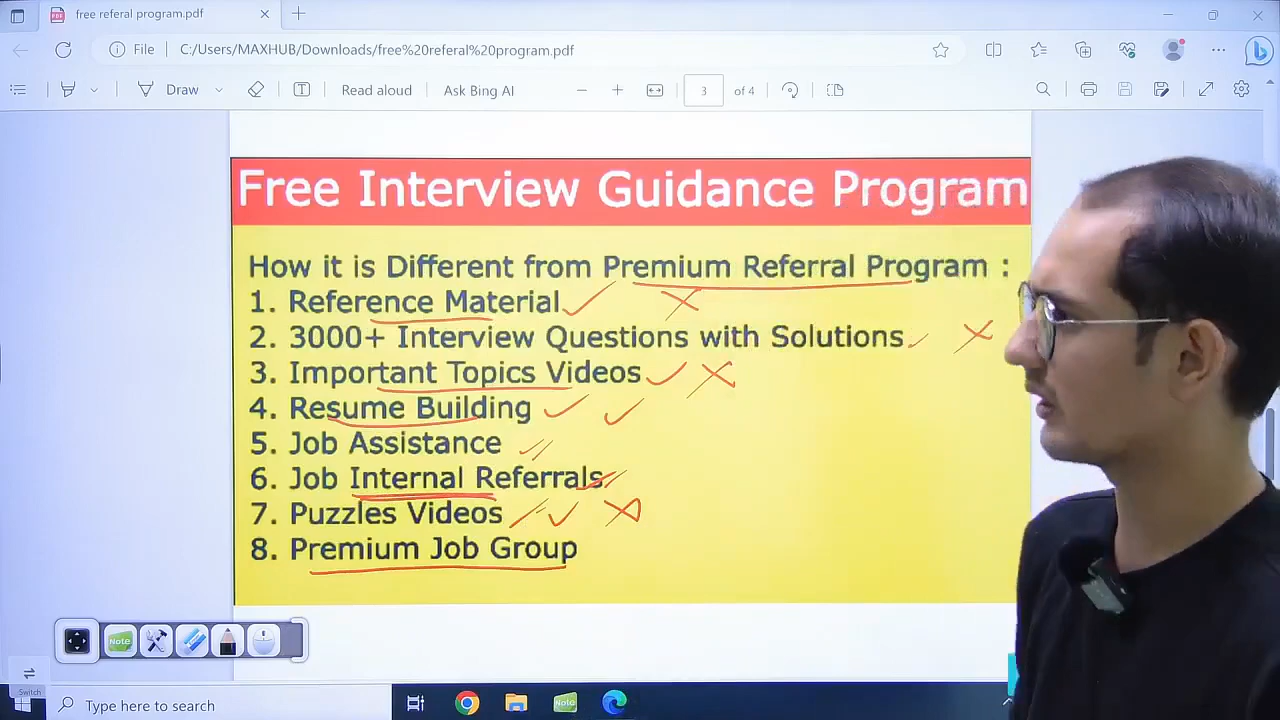 free referal program.pdf
File C:/Users/MAXHUB/Downloads/free%20referal%20program.pdf
Draw Read aloud Ask Bing AI 3 of 4
Free Interview Guidance Program
How it is Different from Premium Referral Program :
1. Reference Material
2. 3000+ Interview Questions with Solutions
3. Important Topics Videos
4. Resume Building
5. Job Assistance
6. Job Internal Referrals
7. Puzzles Videos
8. Premium Job Group
Note
Switch
Type here to search
Note